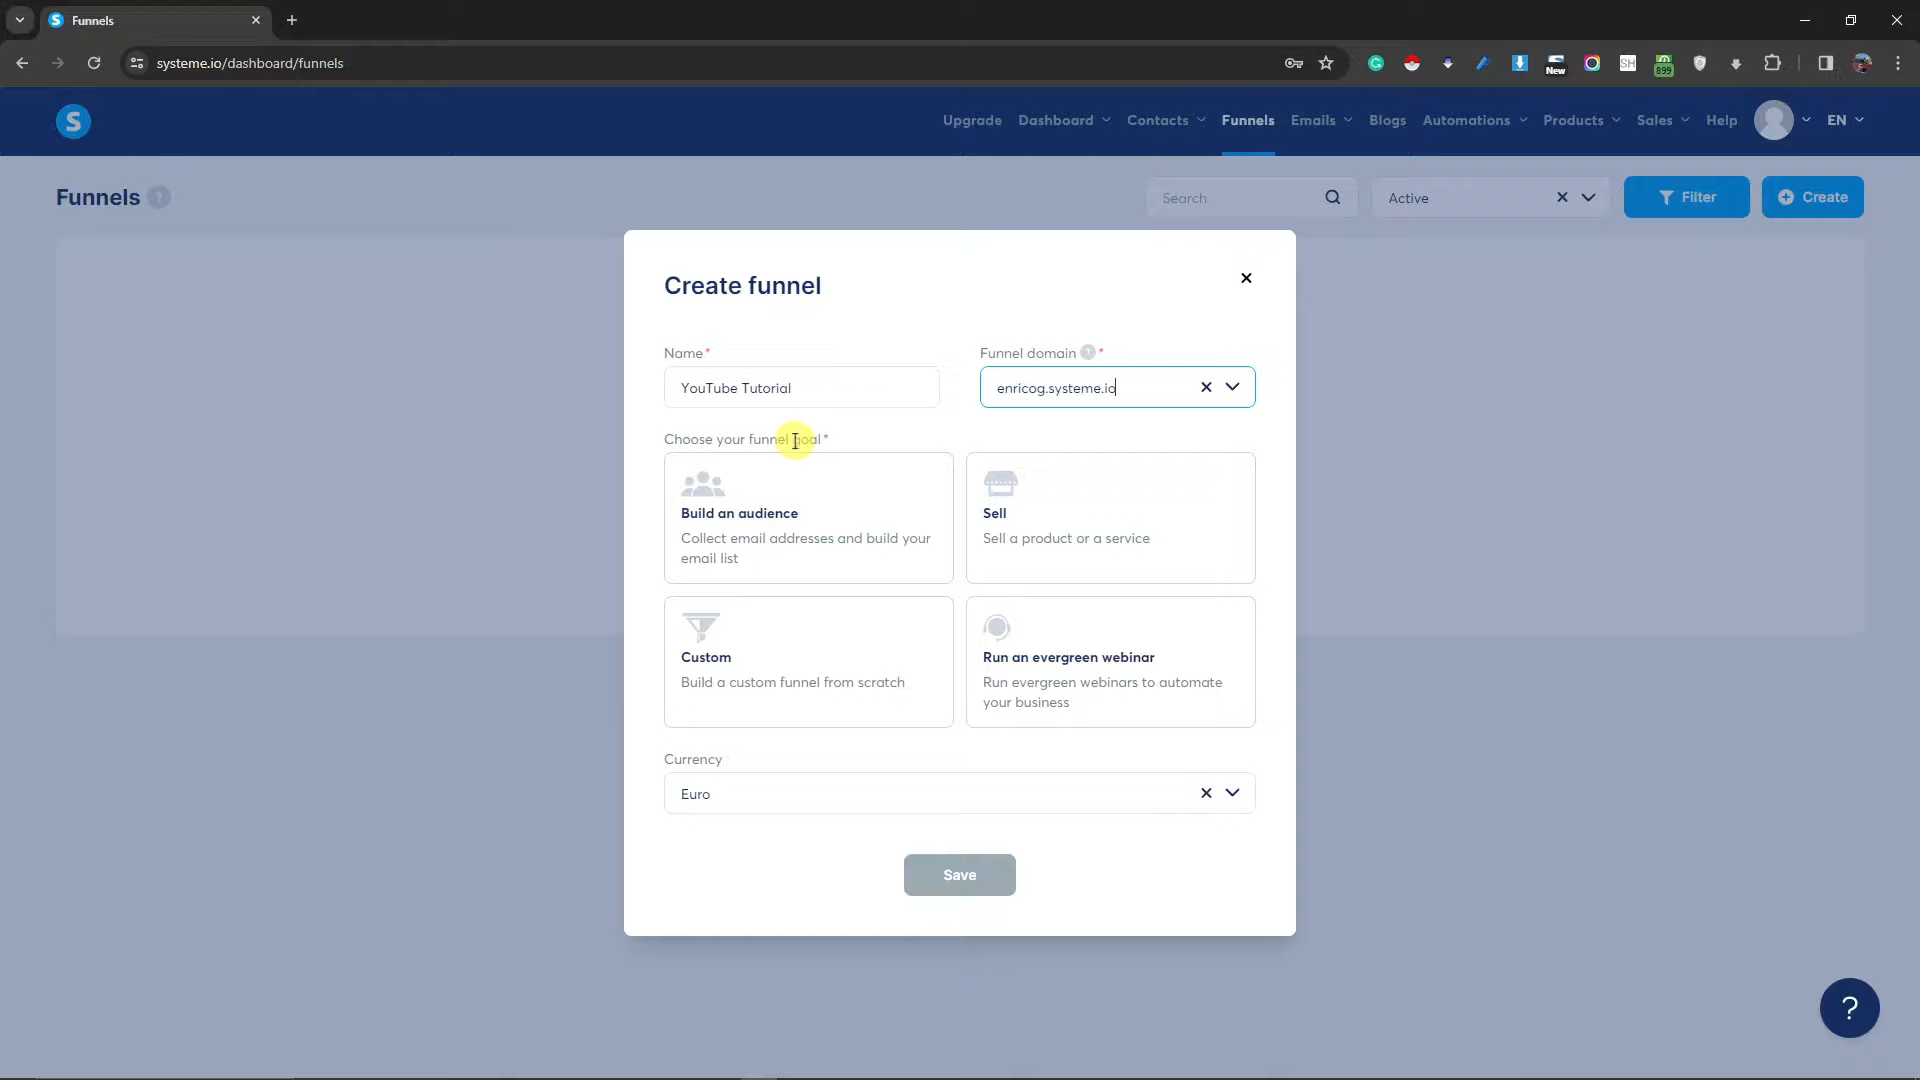 S Funnels
systeme.io/dashboard/funnels
New
SH
899
S
Upgrade Dashboard Contacts Funnels Emails Blogs Automations Products Sales Help EN
Funnels ?
Search
Active
Filter
Create
Create funnel
Name* Funnel domain ? *
YouTube Tutorial enricog.systeme.io
Choose your funnel goal*
Build an audience
Collect email addresses and build your
email list
Sell
Sell a product or a service
Custom
Build a custom funnel from scratch
Run an evergreen webinar
Run evergreen webinars to automate
your business
Currency
Euro
Save
?